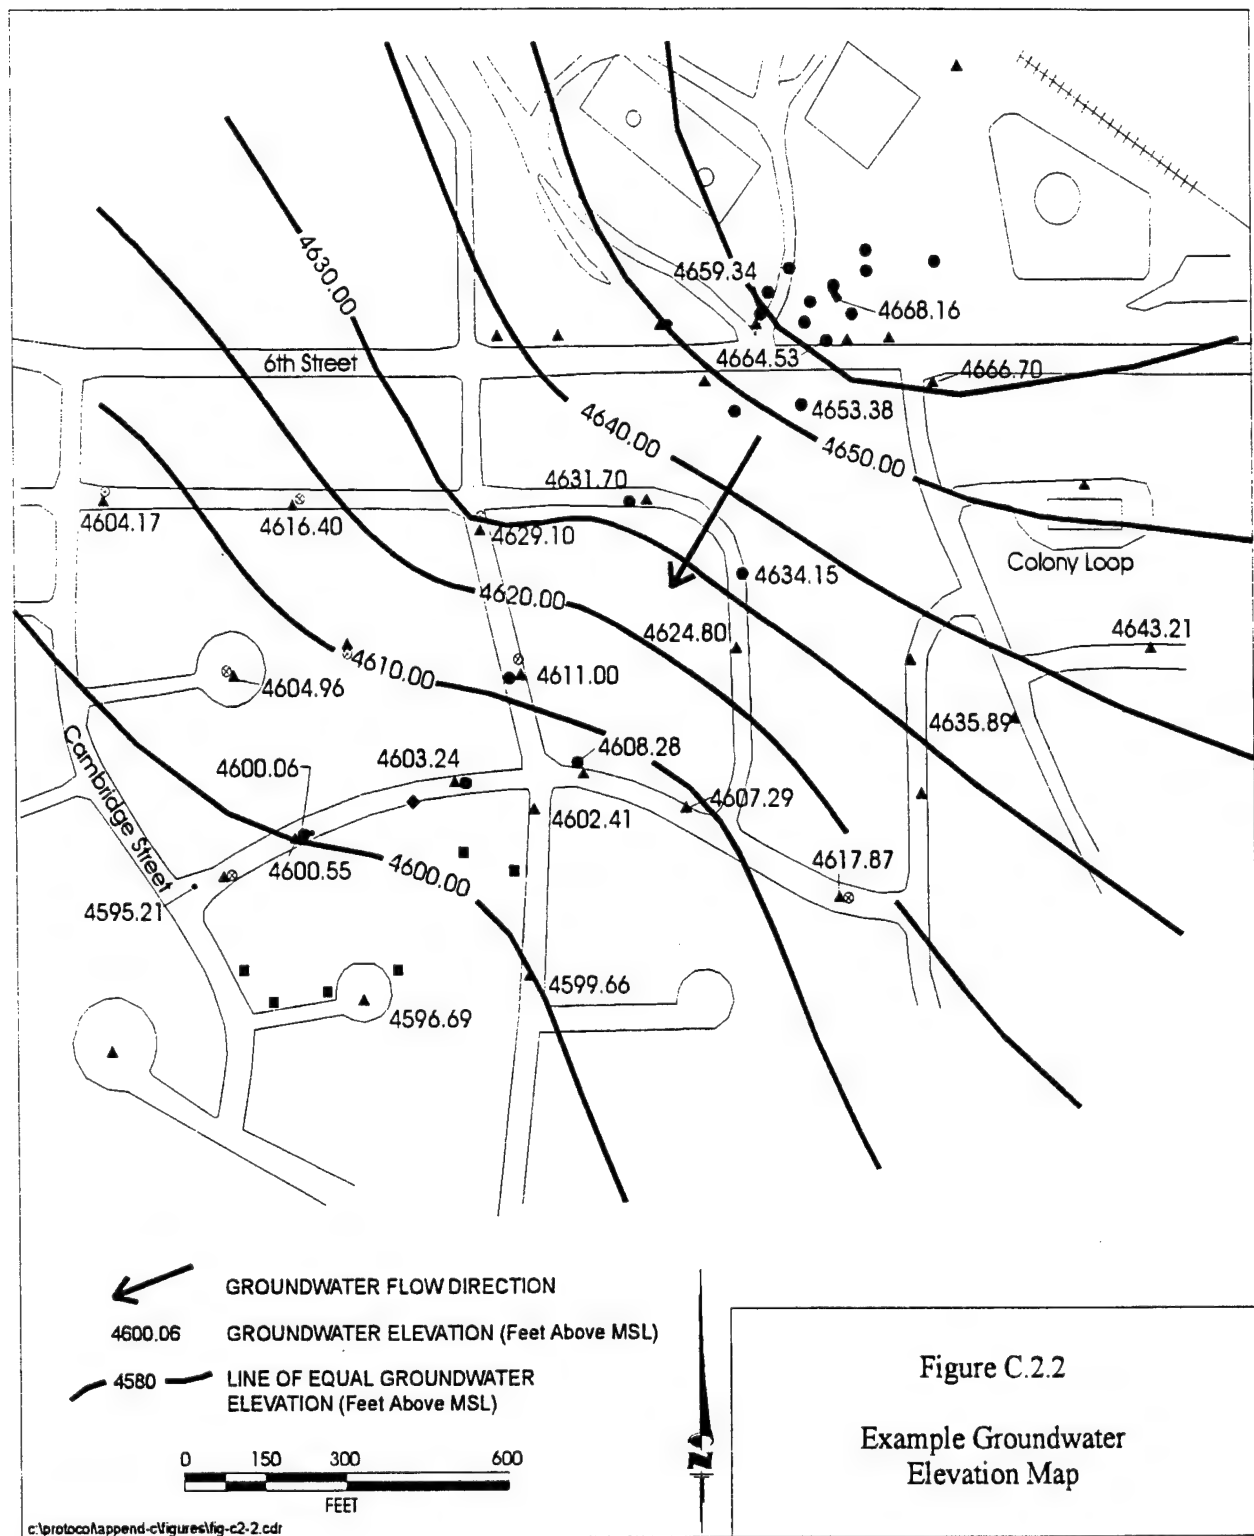 4630.00
4659.34
4668.16
6th Street
4664.53
4666.70
4640.00
4653.38
4650.00
4631.70
4604.17
4616.40
4629.10
Colony Loop
4634.15
4620.00
4624.80
4643.21
4610.00
4611.00
4604.96
4635.89
Cambridge Street
4603.24
4608.28
4600.06
4607.29
4602.41
4600.55
4600.00
4617.87
4595.21
4599.66
4596.69
GROUNDWATER FLOW DIRECTION
4600.06 GROUNDWATER ELEVATION (Feet Above MSL)
4580 LINE OF EQUAL GROUNDWATER
ELEVATION (Feet Above MSL)
0 150 300 600
FEET
N
Figure C.2.2
Example Groundwater
Elevation Map
c:\protocol\append-c\figures\fig-c2-2.cdr